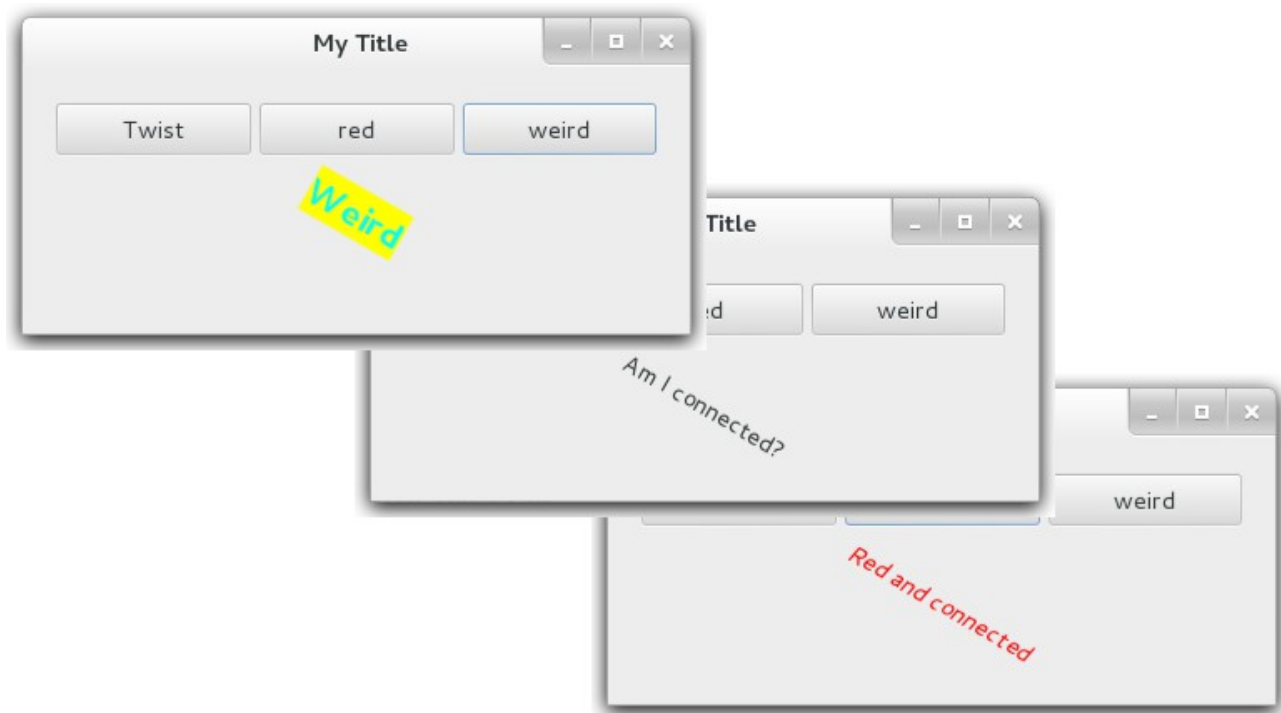 My Title
Twist red weird
Weird
Title
ed weird
Am I connected?
weird
Red and connected